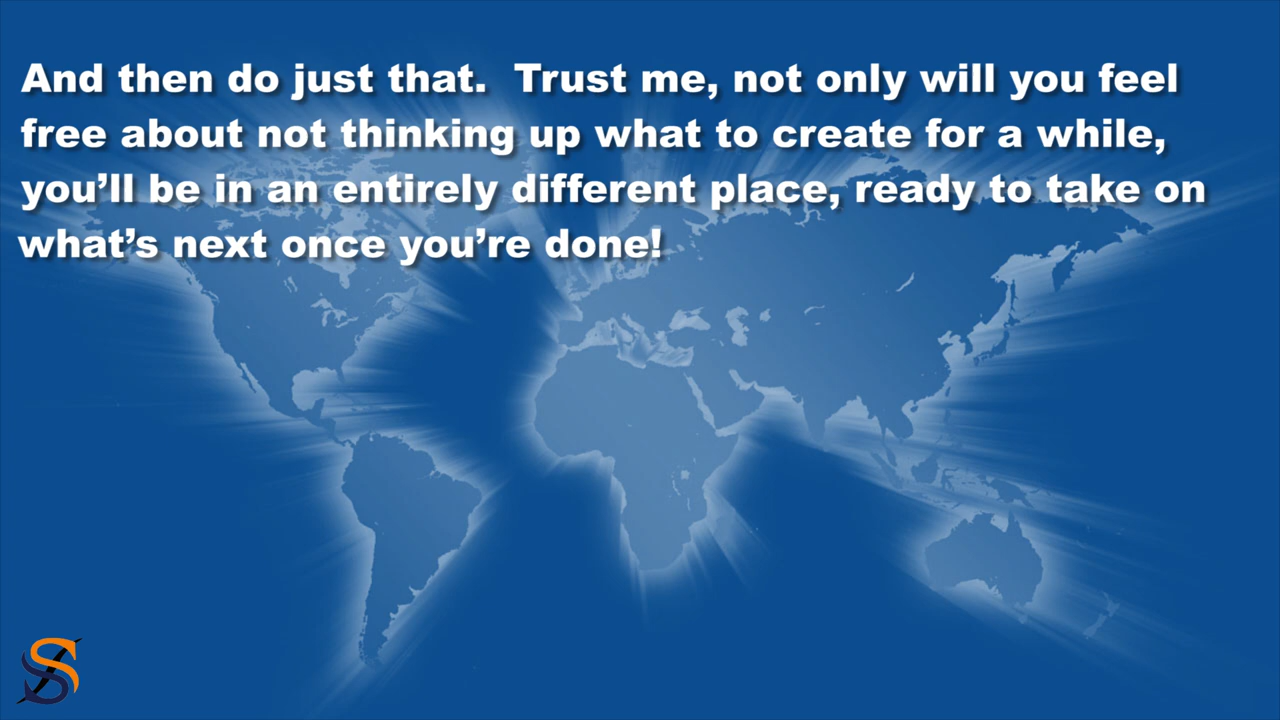 And then do just that.  Trust me, not only will you feel
free about not thinking up what to create for a while,
you’ll be in an entirely different place, ready to take on
what’s next once you’re done!